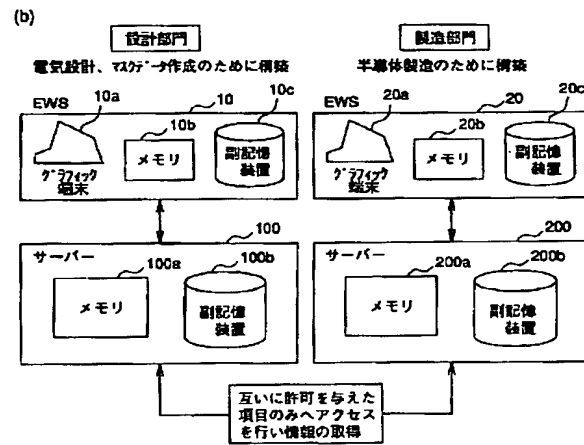 (b)
設計部門
製造部門
電気設計、マスクデータ作成のために構築
半導体製造のために構築
EWS
10a
10
10c
10b
メモリ
副記憶
装置
グラフィック
端末
EWS
20a
20
20c
20b
メモリ
副記憶
装置
グラフィック
端末
サーバー
100
100a
100b
メモリ
副記憶
装置
サーバー
200
200a
200b
メモリ
副記憶
装置
互いに許可を与えた
項目のみへアクセス
を行い情報の取得